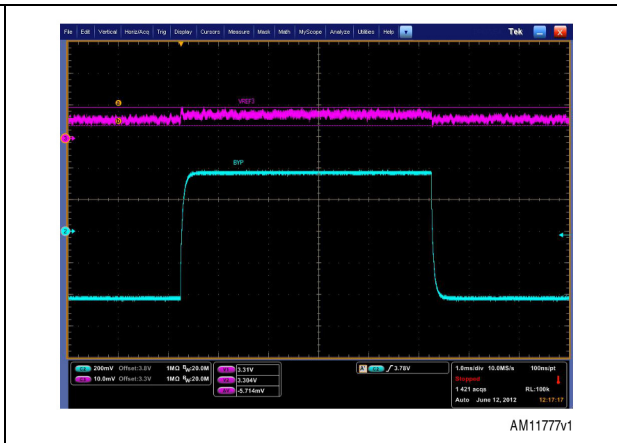 File Edit Vertical Horiz/Acq Trig Display Cursors Measure Mask Math MyScope Analyze Utilities Help Tek
VREF3
BYP
2
200mV Offset:3.8V 1MΩ BW:20.0M
10.0mV Offset:3.3V 1MΩ BW:20.0M
3.31V
3.304V
-5.714mV
A' 3.78V
1.0ms/div 10.0MS/s 100ns/pt
Stopped
1 421 acqs RL:100k
Auto June 12, 2012 12:17:17
AM11777v1